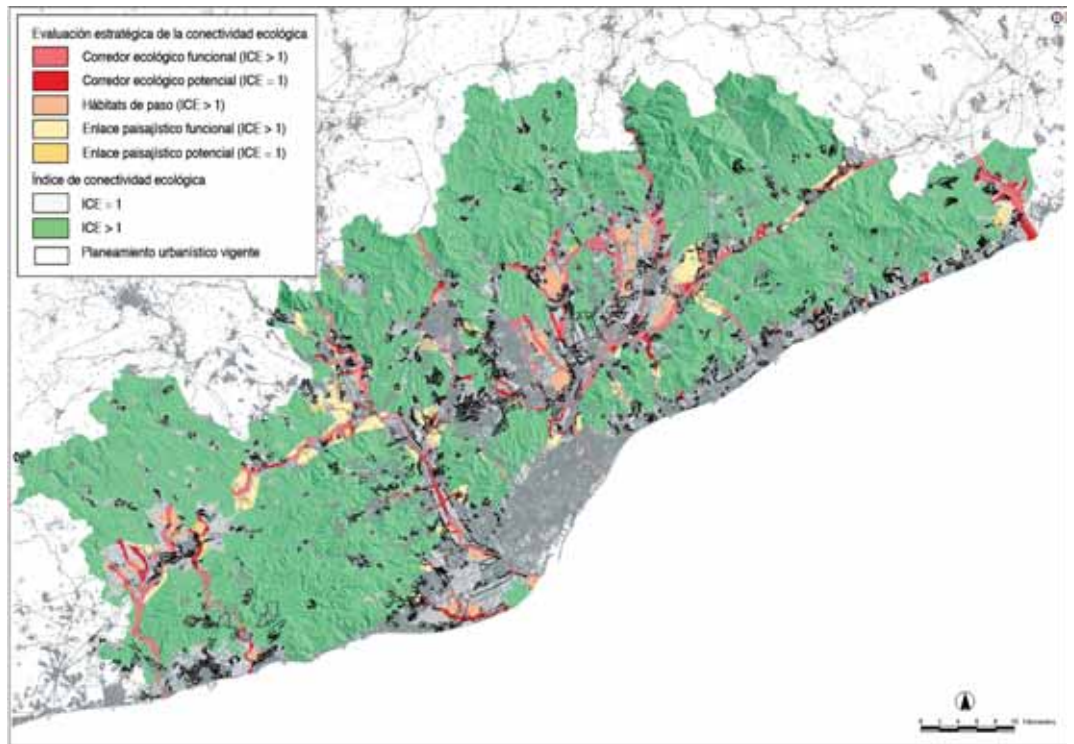 Evaluación estratégica de la conectividad ecológica
Corredor ecológico funcional (ICE > 1)
Corredor ecológico potencial (ICE = 1)
Hábitats de paso (ICE > 1)
Enlace paisajístico funcional (ICE > 1)
Enlace paisajístico potencial (ICE = 1)
Índice de conectividad ecológica
ICE = 1
ICE > 1
Planeamiento urbanístico vigente